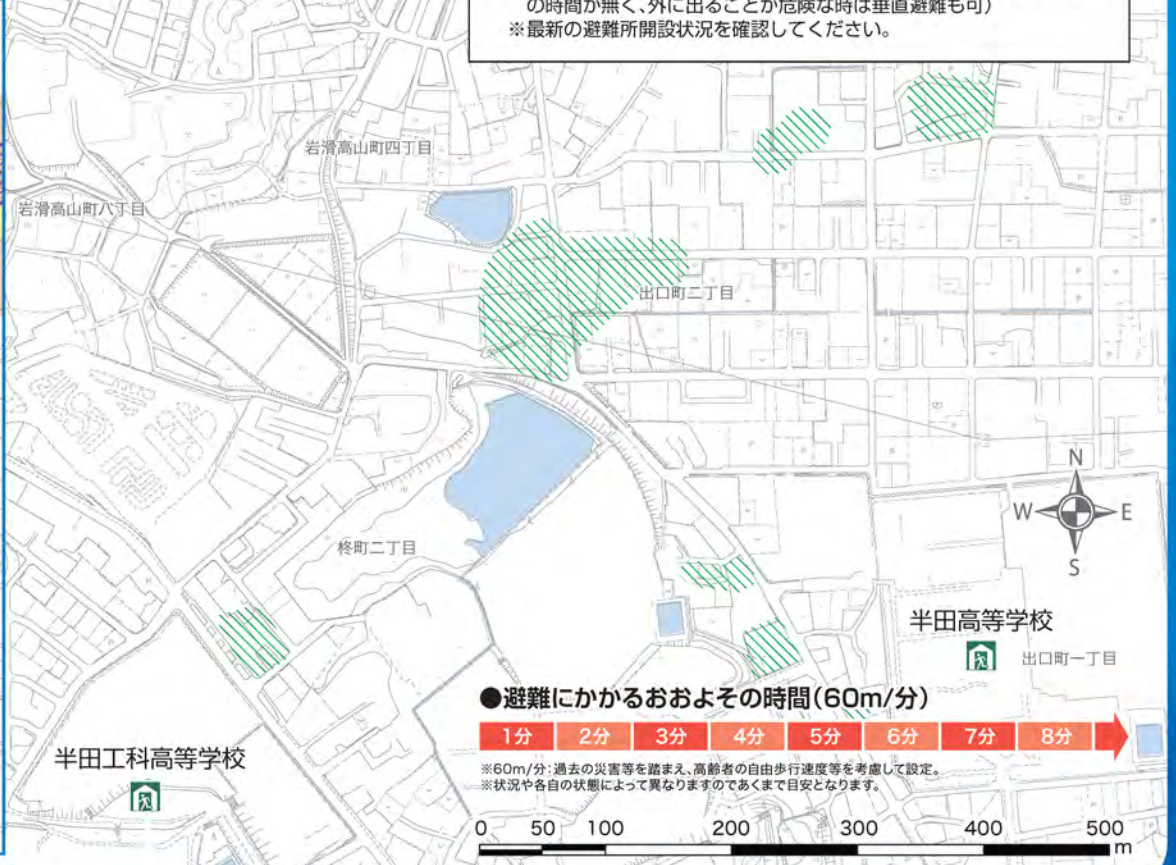 の時間が無く、外に出ることが危険な時は垂直避難も可)
※最新の避難所開設状況を確認してください。
岩滑高山町四丁目
岩滑高山町八丁目
出口町二丁目
N
W E
S
柊町二丁目
半田高等学校
出口町一丁目
●避難にかかるおおよその時間(60m/分)
1分 2分 3分 4分 5分 6分 7分 8分
※60m/分:過去の災害等を踏まえ、高齢者の自由歩行速度等を考慮して設定。
※状況や各自の状態によって異なりますのであくまで目安となります。
半田工科高等学校
0 50 100 200 300 400 500
m